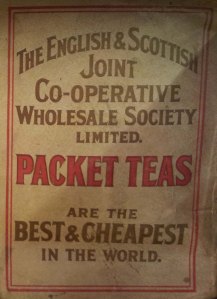 THE ENGLISH & SCOTTISH
JOINT
CO-OPERATIVE
WHOLESALE SOCIETY
LIMITED.
PACKET TEAS
ARE THE
BEST & CHEAPEST
IN THE WORLD.